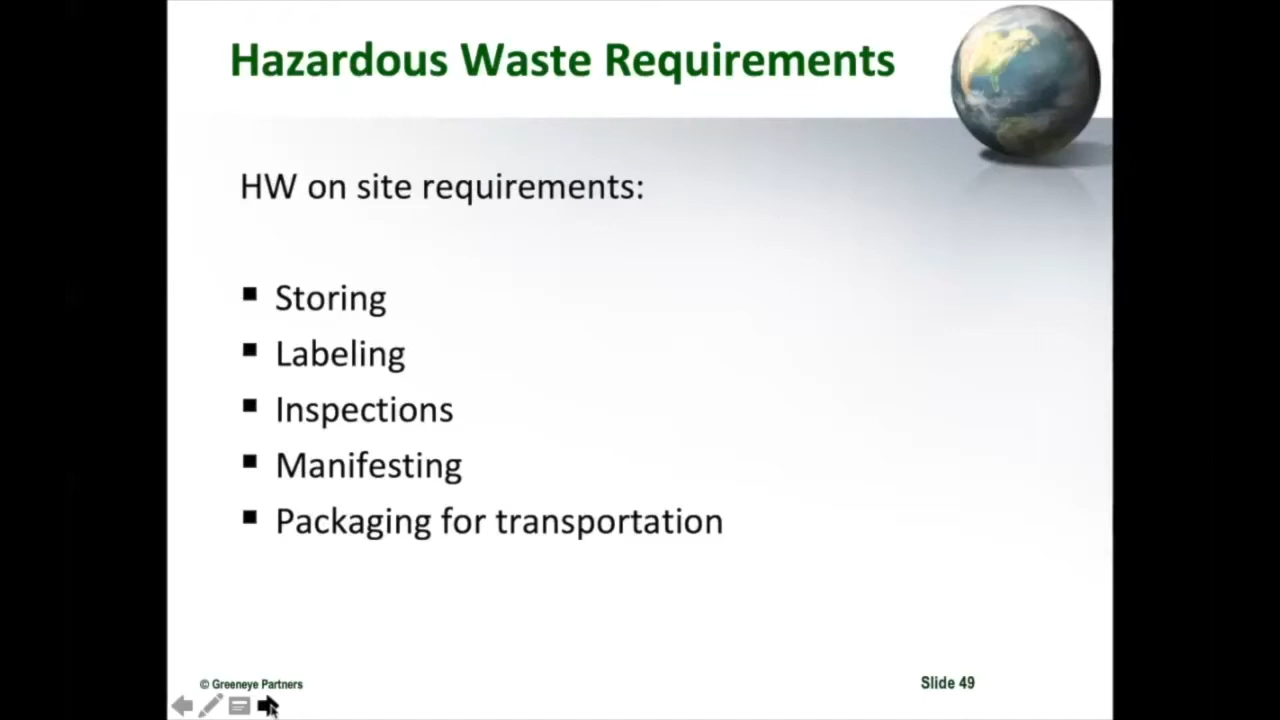 Hazardous Waste Requirements
HW on site requirements:
▪ Storing
▪ Labeling
▪ Inspections
▪ Manifesting
▪ Packaging for transportation
© Greeneye Partners
Slide 49